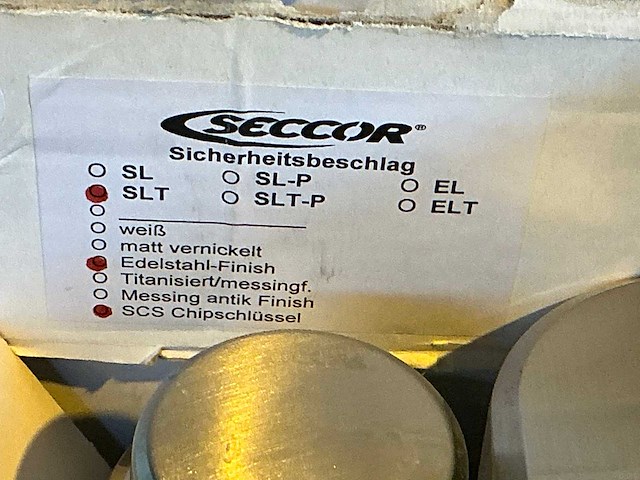 SECCOR®
Sicherheitsbeschlag
SL SL-P EL
SLT SLT-P ELT
weiß
matt vernickelt
Edelstahl-Finish
Titanisiert/messingf.
Messing antik Finish
SCS Chipschlüssel